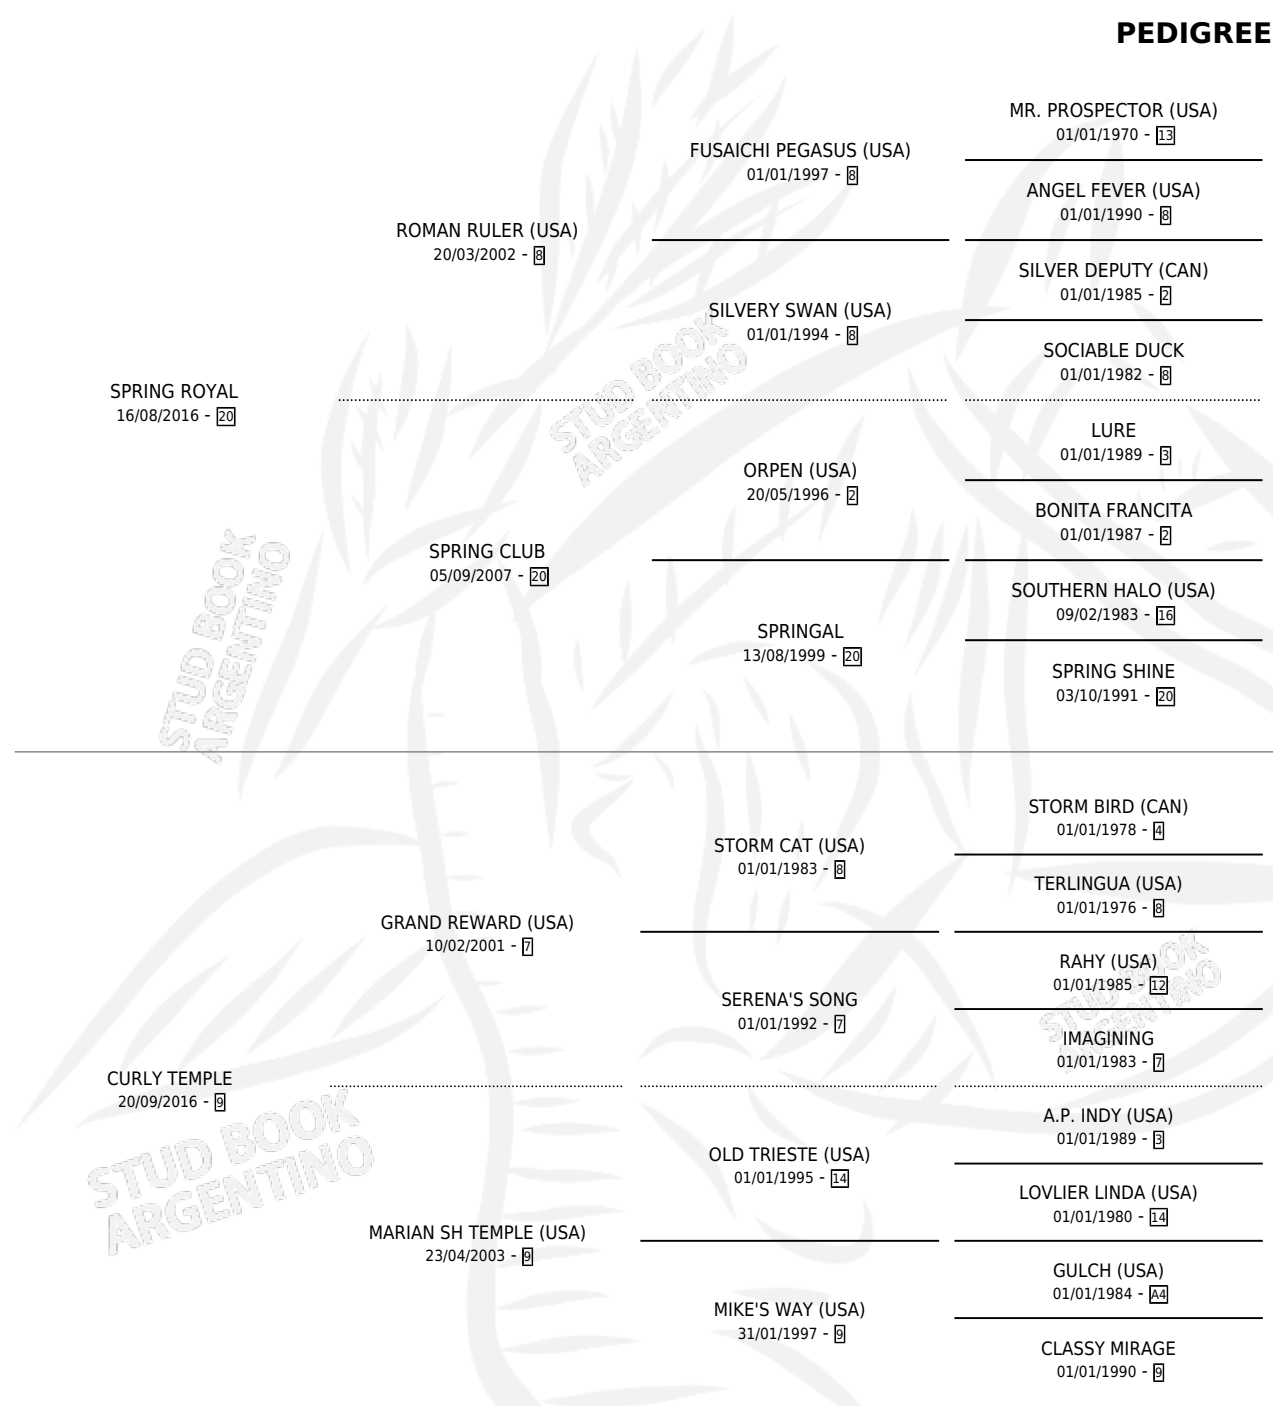 PEDIGREE
MR. PROSPECTOR (USA)
01/01/1970 - 13
FUSAICHI PEGASUS (USA)
01/01/1997 - 8
ANGEL FEVER (USA)
01/01/1990 - 8
ROMAN RULER (USA)
20/03/2002 - 8
SILVER DEPUTY (CAN)
01/01/1985 - 2
SILVERY SWAN (USA)
01/01/1994 - 8
SOCIABLE DUCK
01/01/1982 - 8
SPRING ROYAL
16/08/2016 - 20
LURE
01/01/1989 - 3
ORPEN (USA)
20/05/1996 - 2
BONITA FRANCITA
01/01/1987 - 2
SPRING CLUB
05/09/2007 - 20
SOUTHERN HALO (USA)
09/02/1983 - 16
SPRINGAL
13/08/1999 - 20
SPRING SHINE
03/10/1991 - 20
STORM BIRD (CAN)
01/01/1978 - 4
STORM CAT (USA)
01/01/1983 - 8
TERLINGUA (USA)
01/01/1976 - 8
GRAND REWARD (USA)
10/02/2001 - 7
RAHY (USA)
01/01/1985 - 12
SERENA'S SONG
01/01/1992 - 7
IMAGINING
01/01/1983 - 7
CURLY TEMPLE
20/09/2016 - 9
A.P. INDY (USA)
01/01/1989 - 3
OLD TRIESTE (USA)
01/01/1995 - 14
LOVLIER LINDA (USA)
01/01/1980 - 14
MARIAN SH TEMPLE (USA)
23/04/2003 - 9
GULCH (USA)
01/01/1984 - A4
MIKE'S WAY (USA)
31/01/1997 - 9
CLASSY MIRAGE
01/01/1990 - 9
STUD BOOK
ARGENTINO
STUD BOOK
ARGENTINO
STUD BOOK
ARGENTINO
STUD BOOK
ARGENTINO